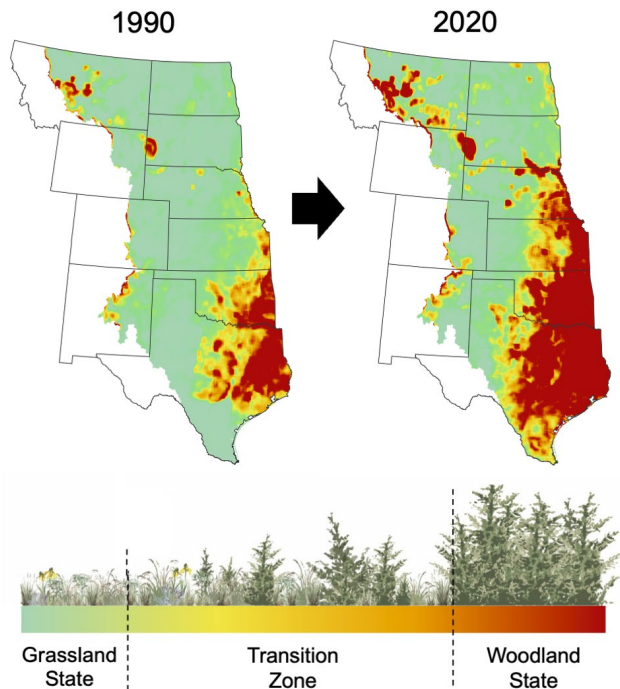 1990
2020
Grassland
State
Transition
Zone
Woodland
State